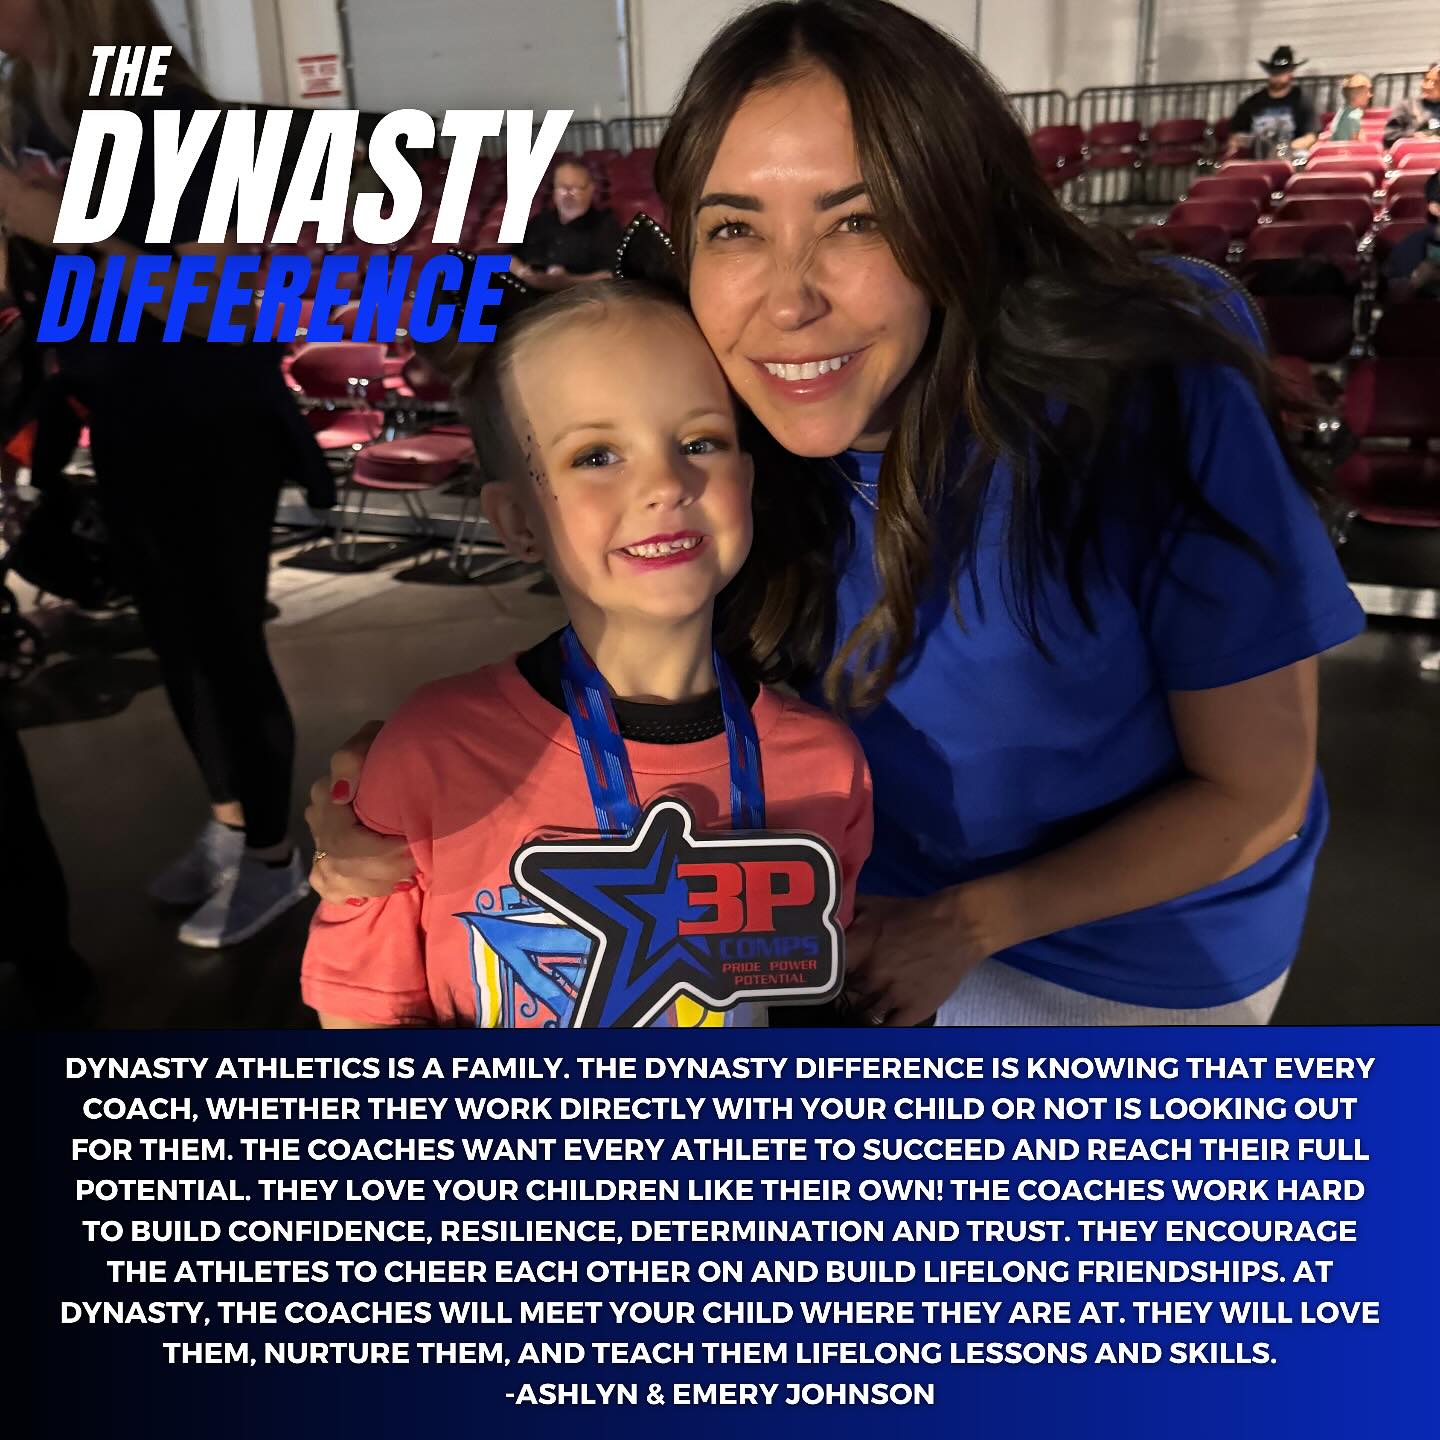 THE
DYNASTY
DIFFERENCE
3P
COMPS
PRIDE POWER
POTENTIAL
DYNASTY ATHLETICS IS A FAMILY. THE DYNASTY DIFFERENCE IS KNOWING THAT EVERY
COACH, WHETHER THEY WORK DIRECTLY WITH YOUR CHILD OR NOT IS LOOKING OUT
FOR THEM. THE COACHES WANT EVERY ATHLETE TO SUCCEED AND REACH THEIR FULL
POTENTIAL. THEY LOVE YOUR CHILDREN LIKE THEIR OWN! THE COACHES WORK HARD
TO BUILD CONFIDENCE, RESILIENCE, DETERMINATION AND TRUST. THEY ENCOURAGE
THE ATHLETES TO CHEER EACH OTHER ON AND BUILD LIFELONG FRIENDSHIPS. AT
DYNASTY, THE COACHES WILL MEET YOUR CHILD WHERE THEY ARE AT. THEY WILL LOVE
THEM, NURTURE THEM, AND TEACH THEM LIFELONG LESSONS AND SKILLS.
-ASHLYN & EMERY JOHNSON